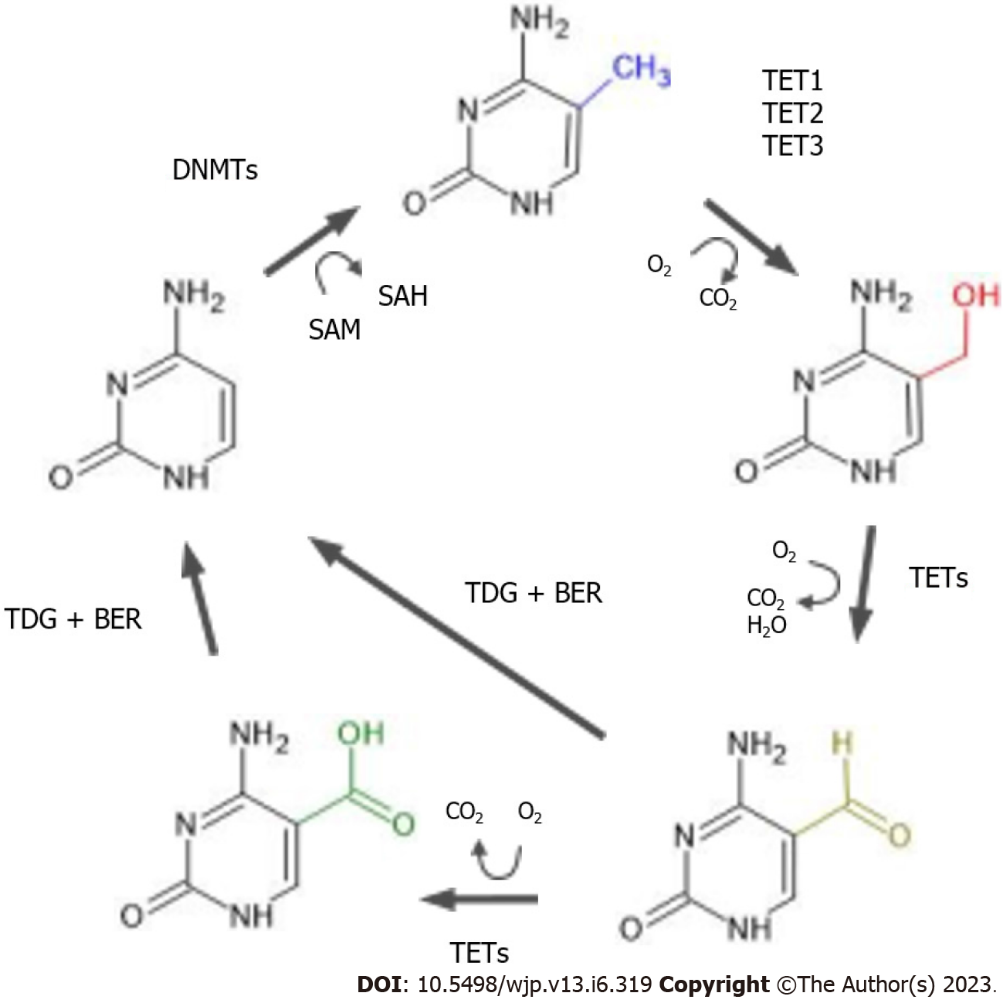 NH₂
CH₃
N
O
NH
TET1
TET2
TET3
DNMTs
SAM
SAH
O₂
CO₂
NH₂
N
O
NH
NH₂
OH
N
O
NH
O₂
CO₂
H₂O
TETs
TDG + BER
TDG + BER
NH₂
OH
N
O
O
NH
CO₂ O₂
TETs
NH₂
H
N
O
O
NH
DOI: 10.5498/wjp.v13.i6.319 Copyright ©The Author(s) 2023.